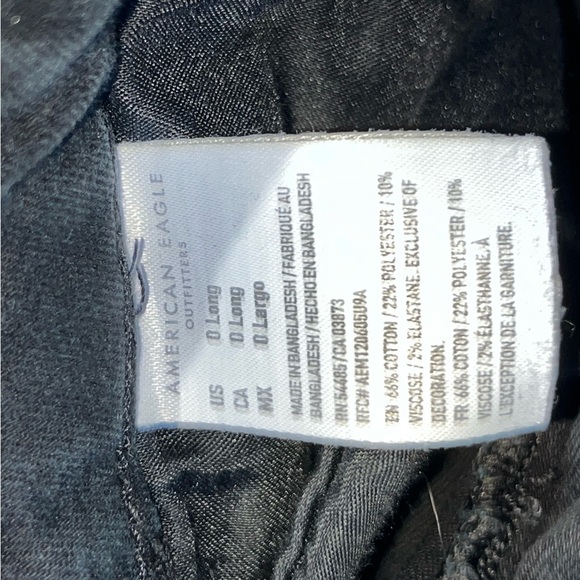 AMERICAN EAGLE
OUTFITTERS
US 0 Long
CA 0 Long
MX 0 Largo
MADE IN BANGLADESH / FABRIQUÉ AU
BANGLADESH / HECHO EN BANGLADESH
RN 54485 / CA 03873
RFC# AEM120605U9A
EN 66% COTTON / 22% POLYESTER / 10%
VISCOSE / 2% ELASTANE. EXCLUSIVE OF
DECORATION.
FR 66% COTON / 22% POLYESTER / 10%
VISCOSE / 2% ÉLASTHANNE. À
L'EXCEPTION DE LA GARNITURE.